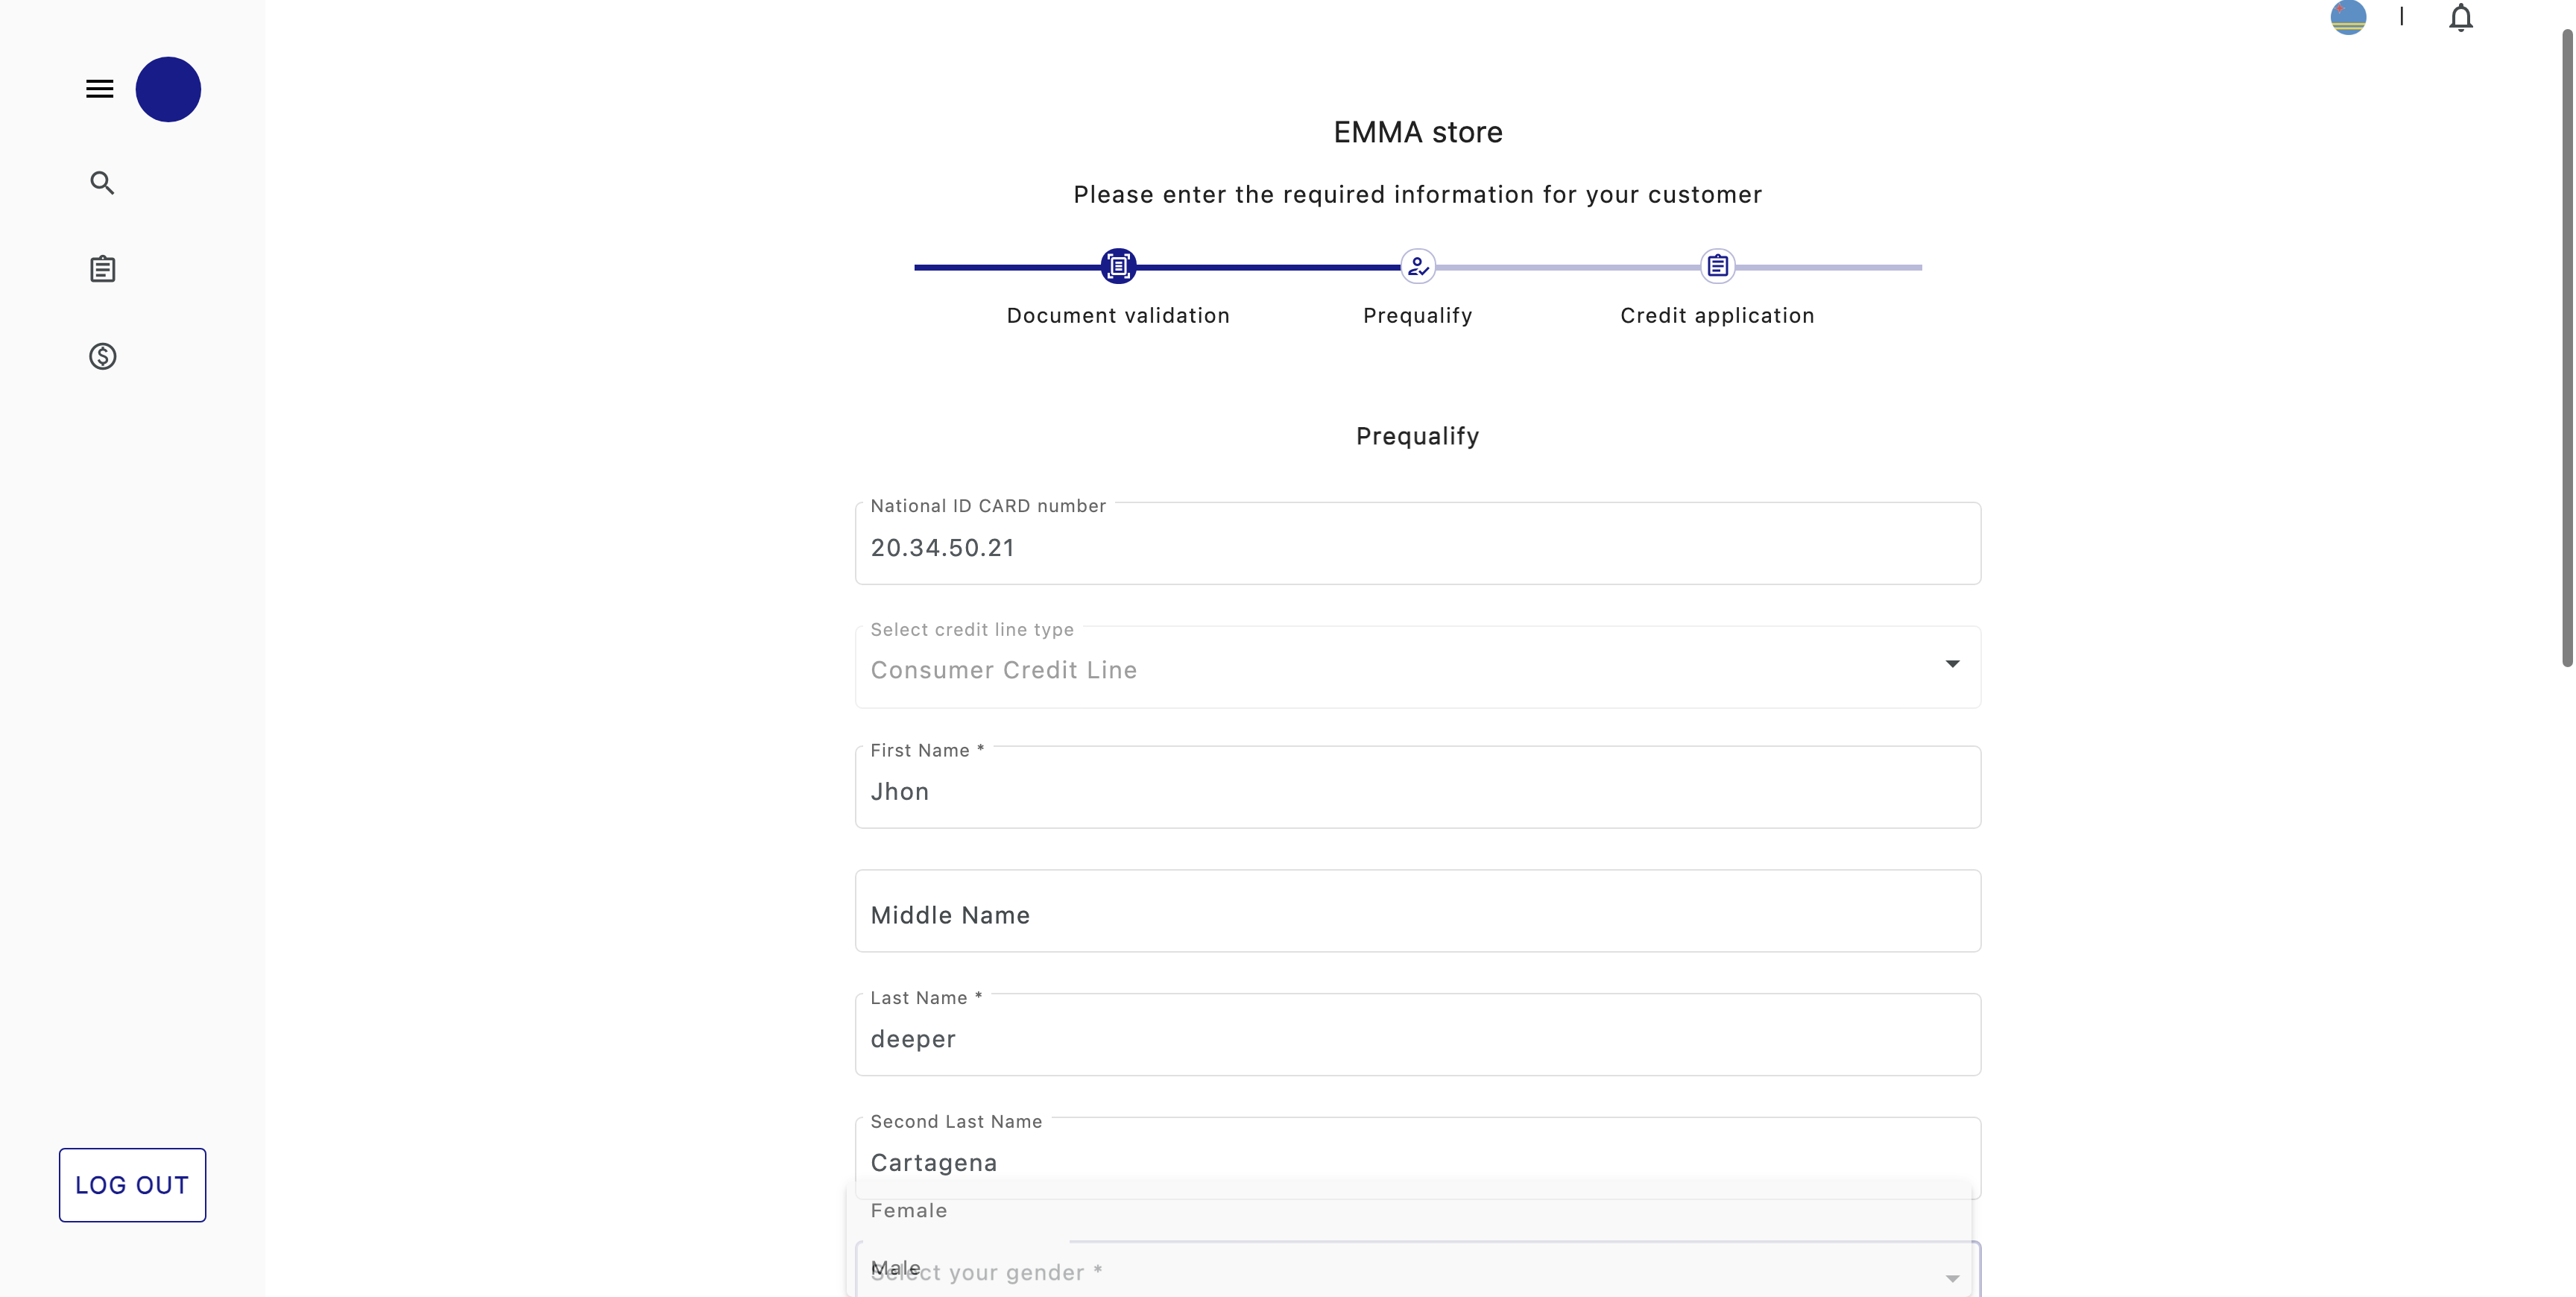 EMMA store
Please enter the required information for your customer
Document validation
Prequalify
Credit application
Prequalify
National ID CARD number
20.34.50.21
Select credit line type
Consumer Credit Line
First Name *
Jhon
Middle Name
Last Name *
deeper
Second Last Name
Cartagena
Female
Male
Select your gender *
LOG OUT